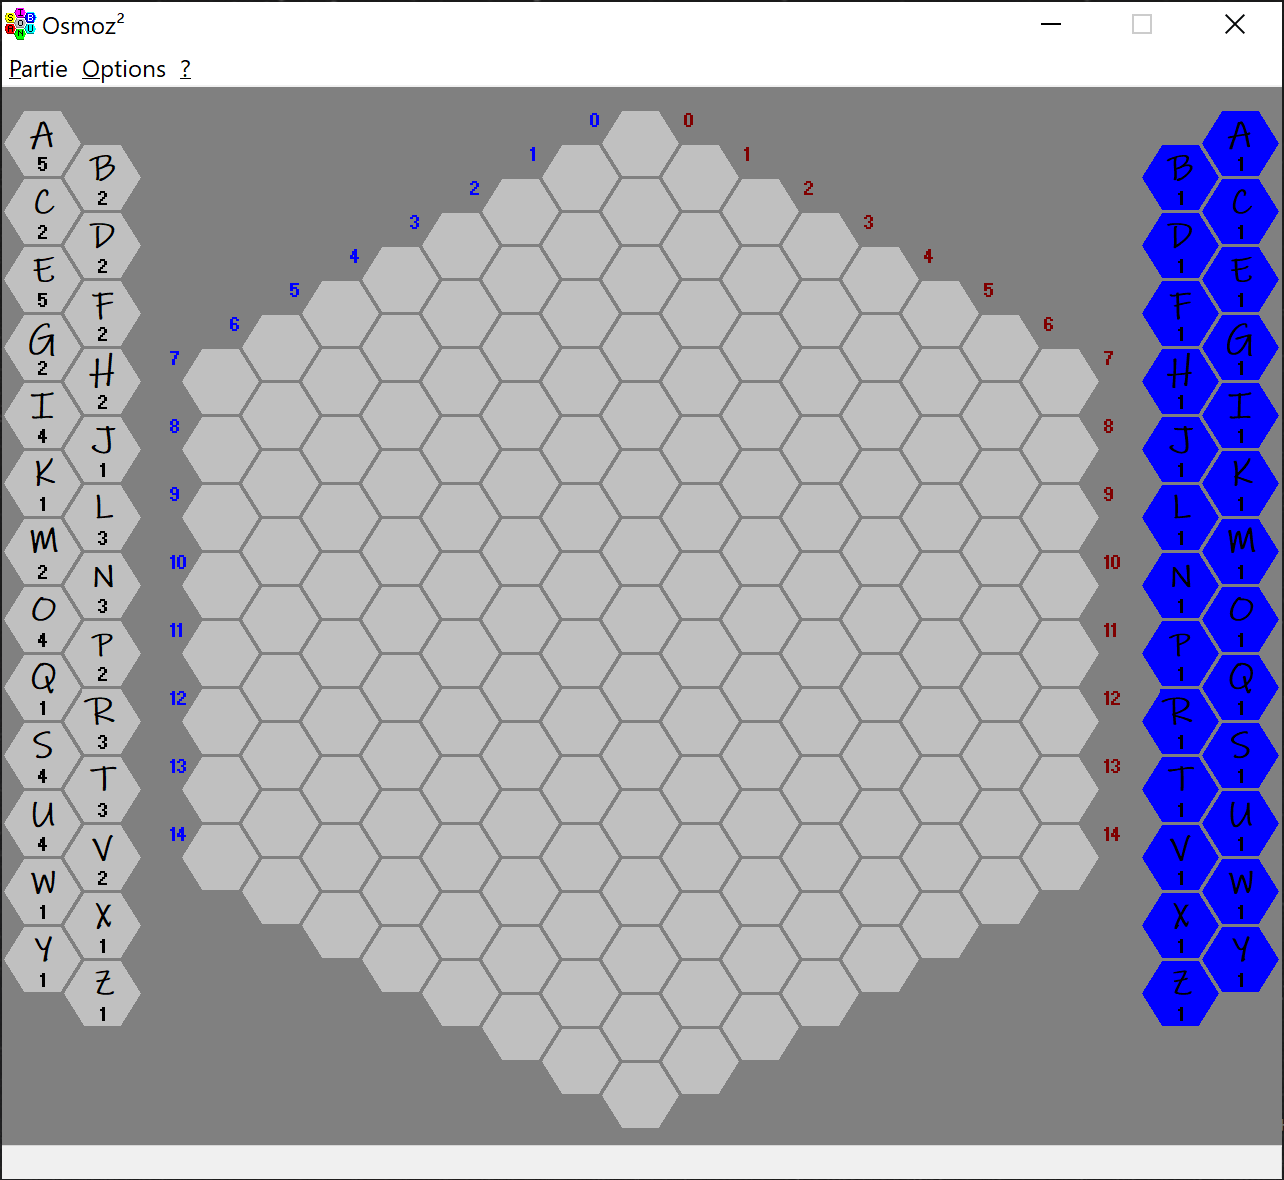 Osmoz²
Partie Options ?
0 0
1 1
2 2
3 3
4 4
5 5
6 6
7 7
8 8
9 9
10 10
11 11
12 12
13 13
14 14
A 5
B 2
C 2
D 2
E 5
F 2
G 2
H 2
I 4
J 1
K 1
L 3
M 2
N 3
O 4
P 2
Q 1
R 3
S 4
T 3
U 4
V 2
W 1
X 1
Y 1
Z 1
A 1
B 1
C 1
D 1
E 1
F 1
G 1
H 1
I 1
J 1
K 1
L 1
M 1
N 1
O 1
P 1
Q 1
R 1
S 1
T 1
U 1
V 1
W 1
X 1
Y 1
Z 1